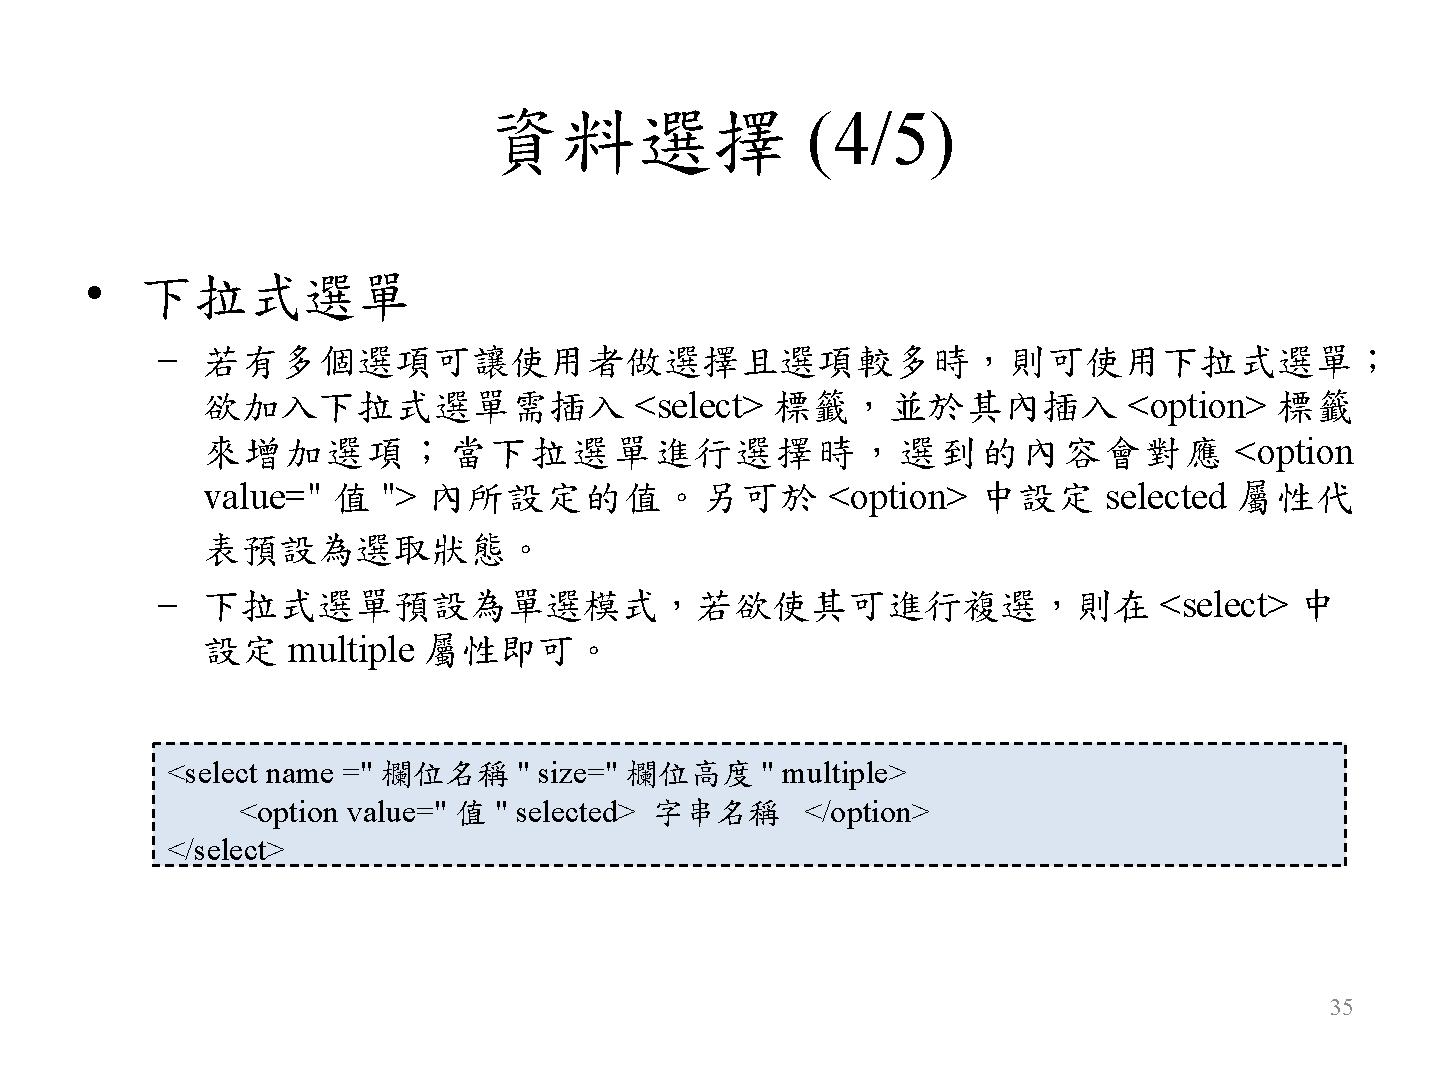 資料選擇 (4/5)
• 下拉式選單
– 若有多個選項可讓使用者做選擇且選項較多時，則可使用下拉式選單；
欲加入下拉式選單需插入 <select> 標籤，並於其內插入 <option> 標籤
來增加選項；當下拉選單進行選擇時，選到的內容會對應 <option
value=" 值 "> 內所設定的值。另可於 <option> 中設定 selected 屬性代
表預設為選取狀態。
– 下拉式選單預設為單選模式，若欲使其可進行複選，則在 <select> 中
設定 multiple 屬性即可。
<select name =" 欄位名稱 " size=" 欄位高度 " multiple>
<option value=" 值 " selected> 字串名稱 </option>
</select>
35